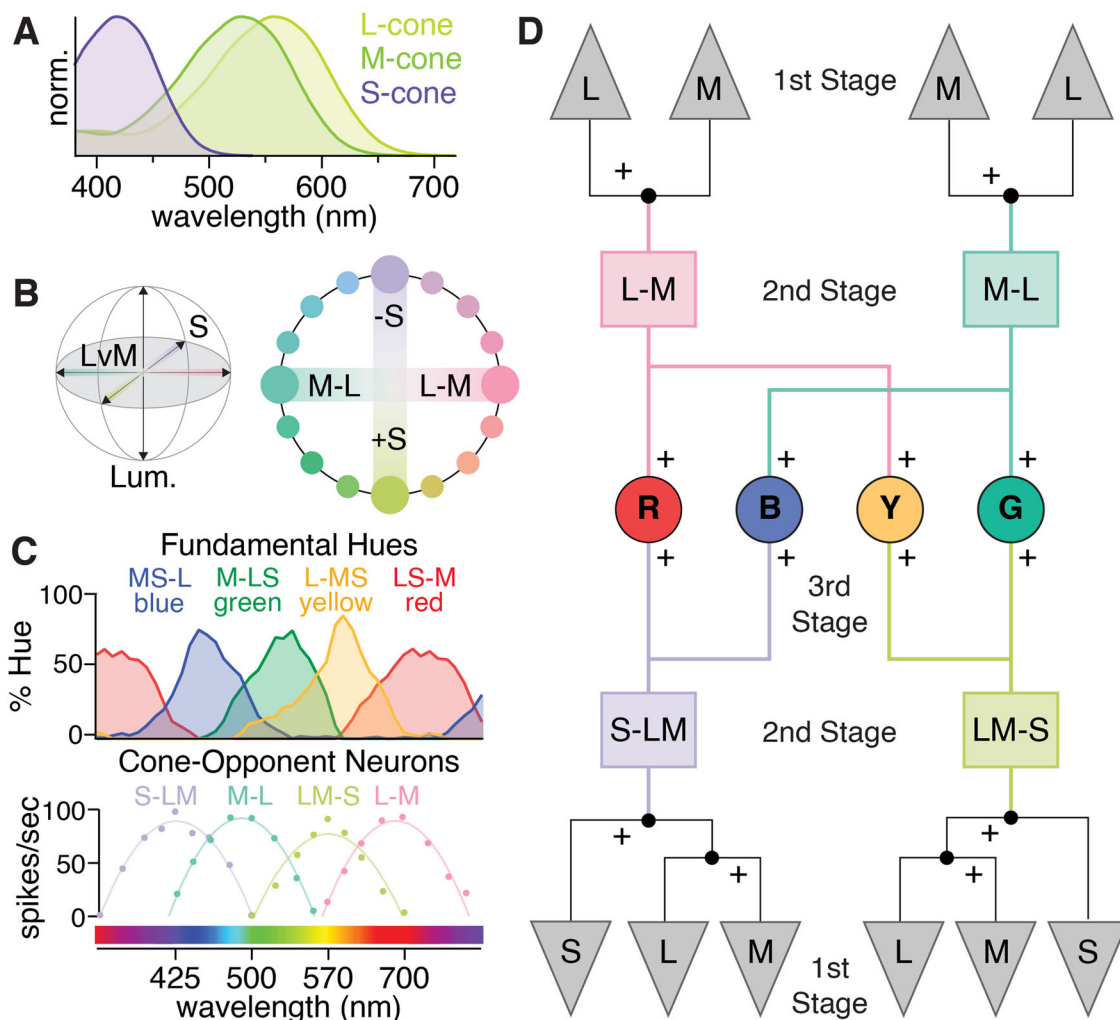 A
norm.
L-cone
M-cone
S-cone
400 500 600 700
wavelength (nm)
B
LvM
S
Lum.
-S
M-L L-M
+S
C
Fundamental Hues
MS-L M-LS L-MS LS-M
blue green yellow red
% Hue
100
50
0
Cone-Opponent Neurons
S-LM M-L LM-S L-M
spikes/sec
100
50
0
425 500 570 700
wavelength (nm)
D
L M 1st Stage M L
+ +
L-M 2nd Stage M-L
+ + + +
R B Y G
+ + + +
3rd
Stage
S-LM 2nd Stage LM-S
+ +
+ +
S L M L M S
1st
Stage